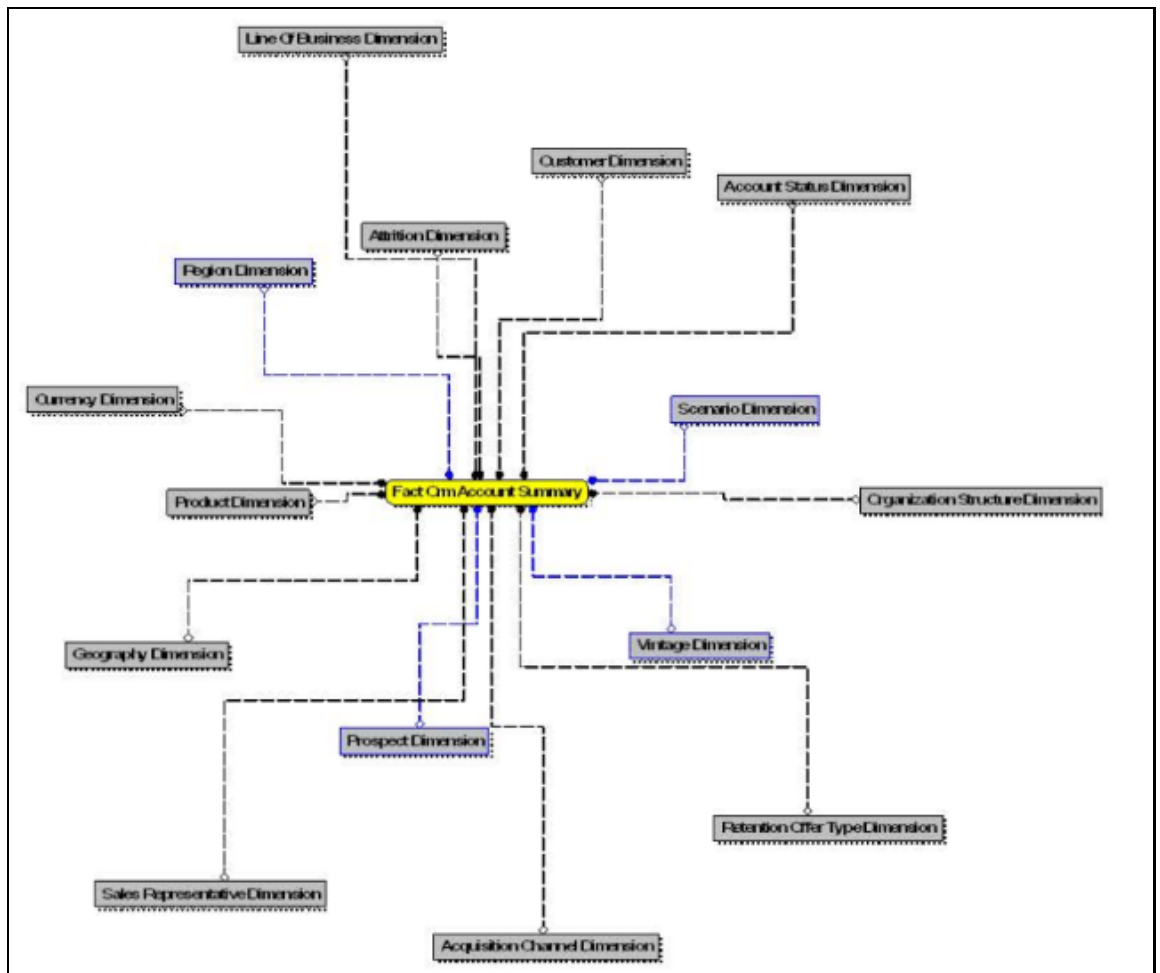 Line Of Business Dimension
Customer Dimension
Account Status Dimension
Attrition Dimension
Region Dimension
Currency Dimension
Scenario Dimension
Fact Crm Account Summary
Product Dimension
Organization Structure Dimension
Geography Dimension
Vintage Dimension
Prospect Dimension
Retention Offer Type Dimension
Sales Representative Dimension
Acquisition Channel Dimension